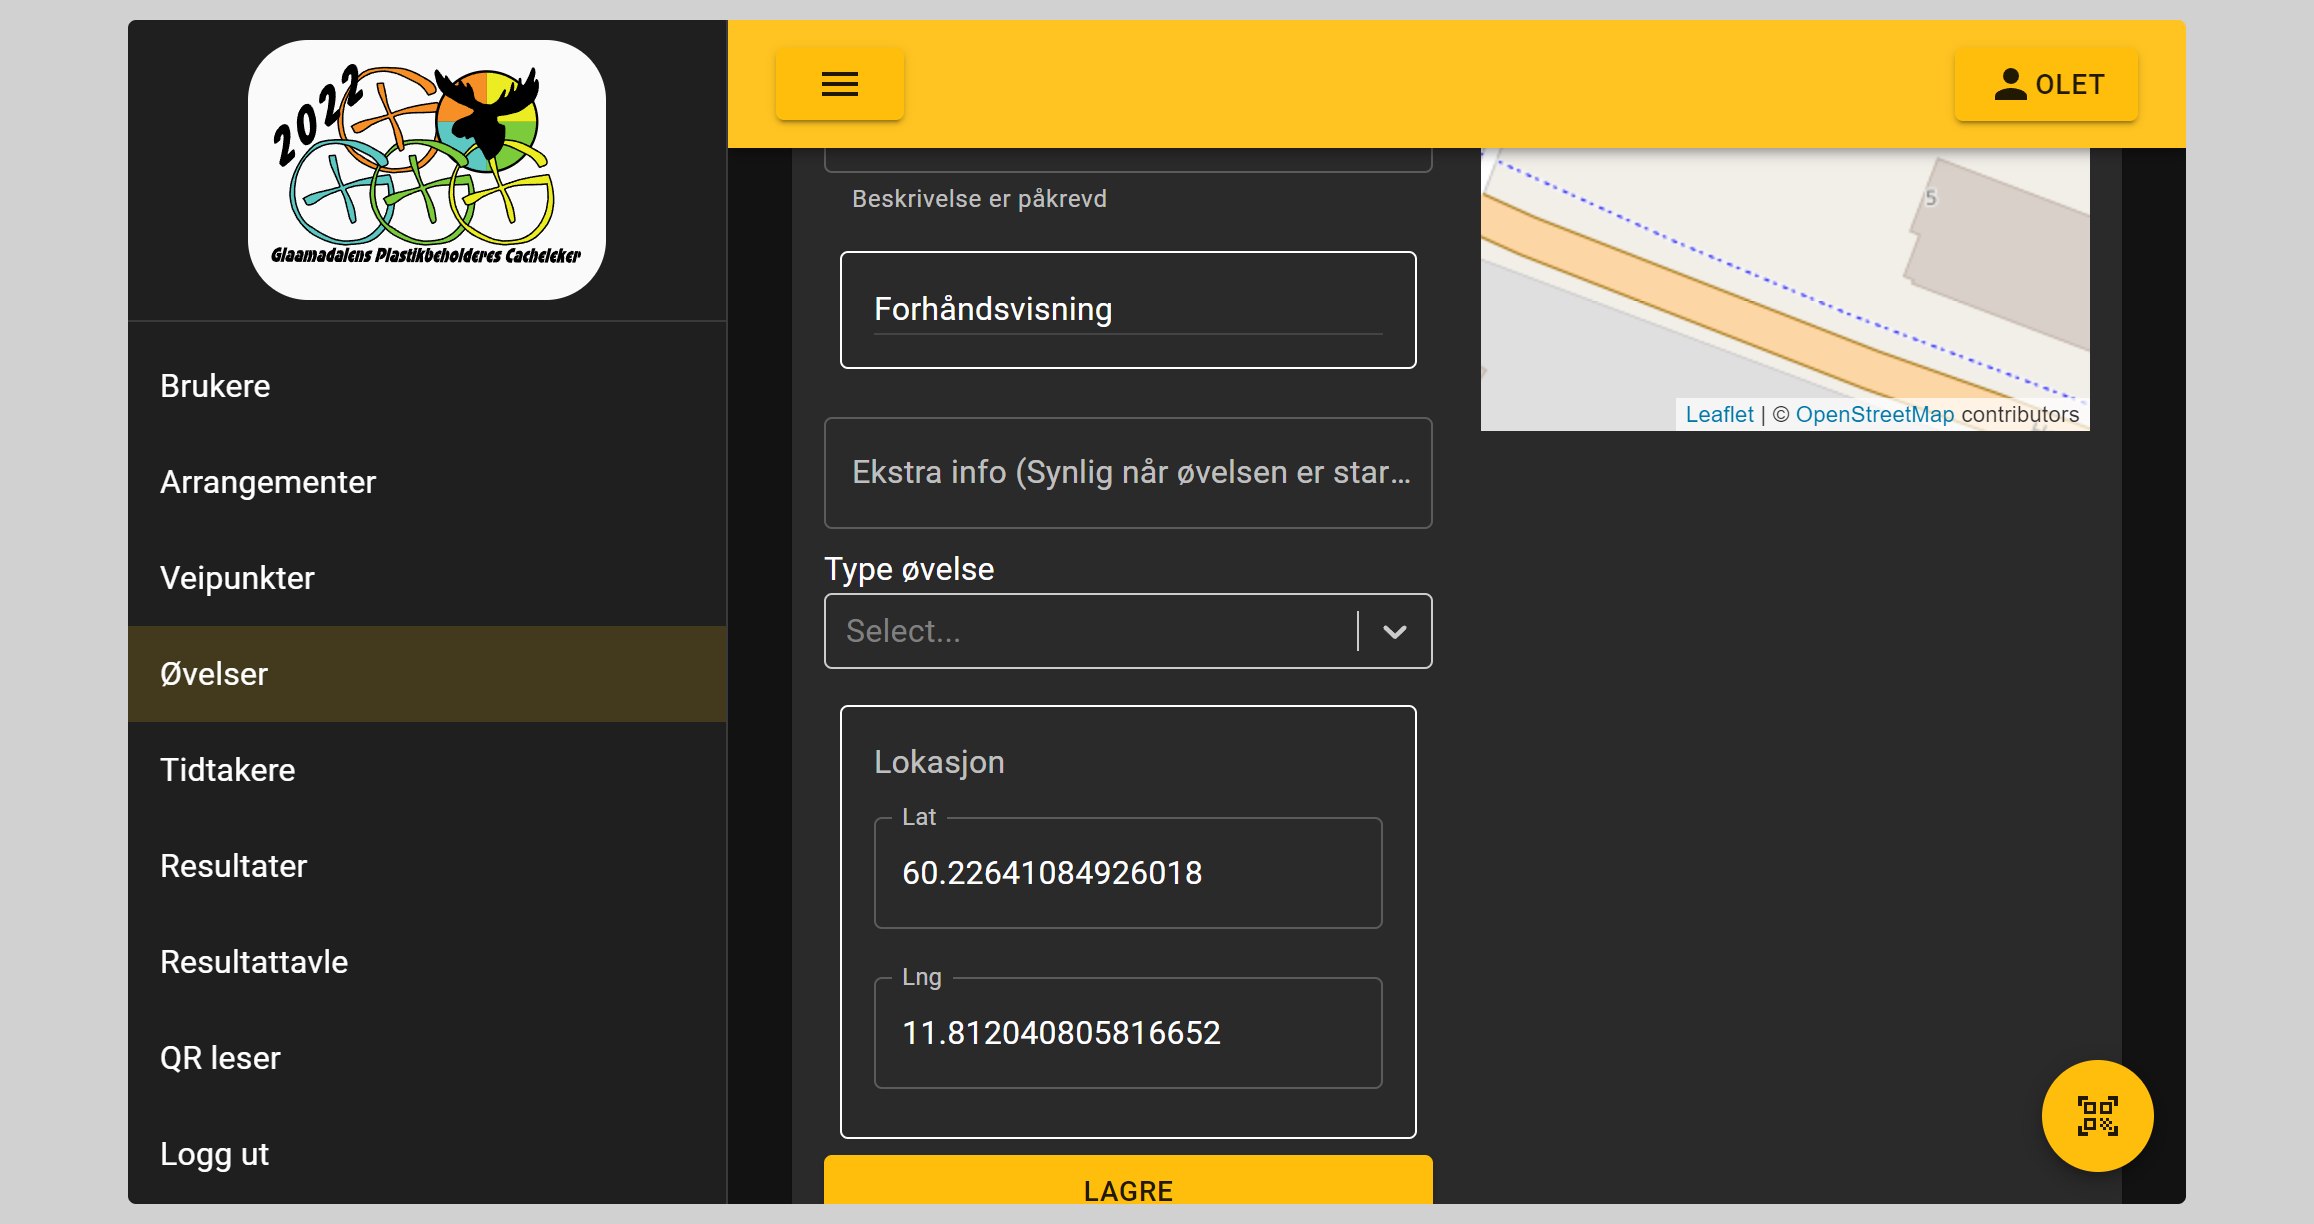 2022
Glaamadalens Plastikbeholderes Cacheleker
Brukere
Arrangementer
Veipunkter
Øvelser
Tidtakere
Resultater
Resultattavle
QR leser
Logg ut
OLET
Beskrivelse er påkrevd
Forhåndsvisning
Ekstra info (Synlig når øvelsen er star...
Type øvelse
Select...
Lokasjon
Lat
60.22641084926018
Lng
11.812040805816652
LAGRE
5
Leaflet | © OpenStreetMap contributors